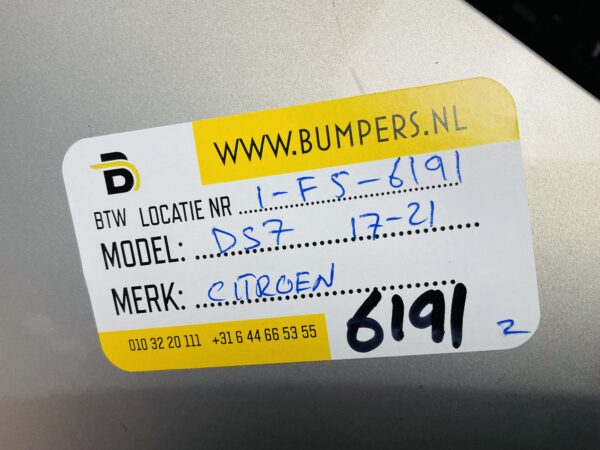 WWW.BUMPERS.NL
BTW LOCATIE NR 1-F5-6191
MODEL: DS7 17-21
MERK: CITROEN
010 32 20 111 +31 6 44 66 53 55
6191 2